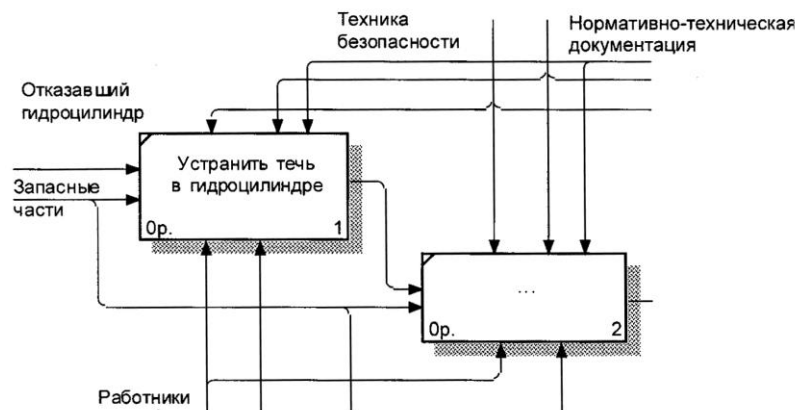 Техника
безопасности
Нормативно-техническая
документация
Отказавший
гидроцилиндр
Устранить течь
в гидроцилиндре
0р. 1
Запасные
части
...
0р. 2
Работники